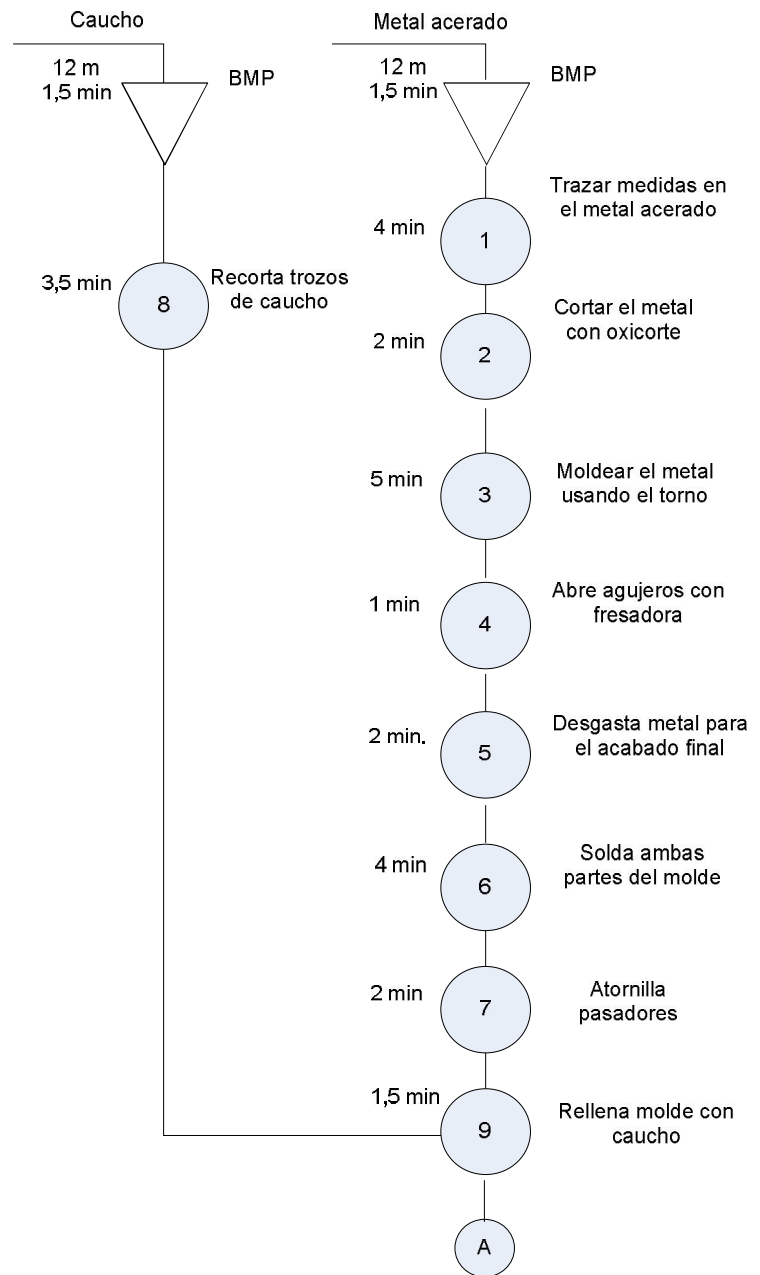 Caucho
12 m
1,5 min
BMP
3,5 min
8
Recorta trozos
de caucho
Metal acerado
12 m
1,5 min
BMP
4 min
1
Trazar medidas en
el metal acerado
2 min
2
Cortar el metal
con oxicorte
5 min
3
Moldear el metal
usando el torno
1 min
4
Abre agujeros con
fresadora
2 min.
5
Desgasta metal para
el acabado final
4 min
6
Solda ambas
partes del molde
2 min
7
Atornilla
pasadores
1,5 min
9
Rellena molde con
caucho
A